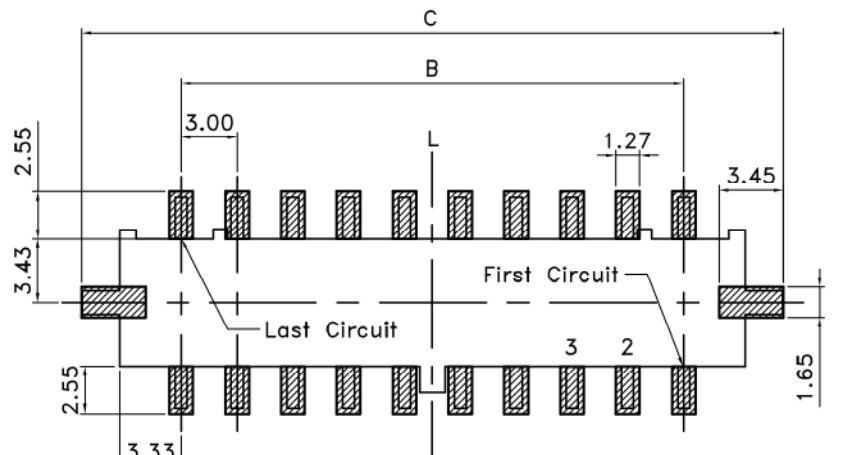 C
B
3.00
L
1.27
2.55
3.45
3.43
First Circuit
Last Circuit
3 2
1.65
2.55
3.33